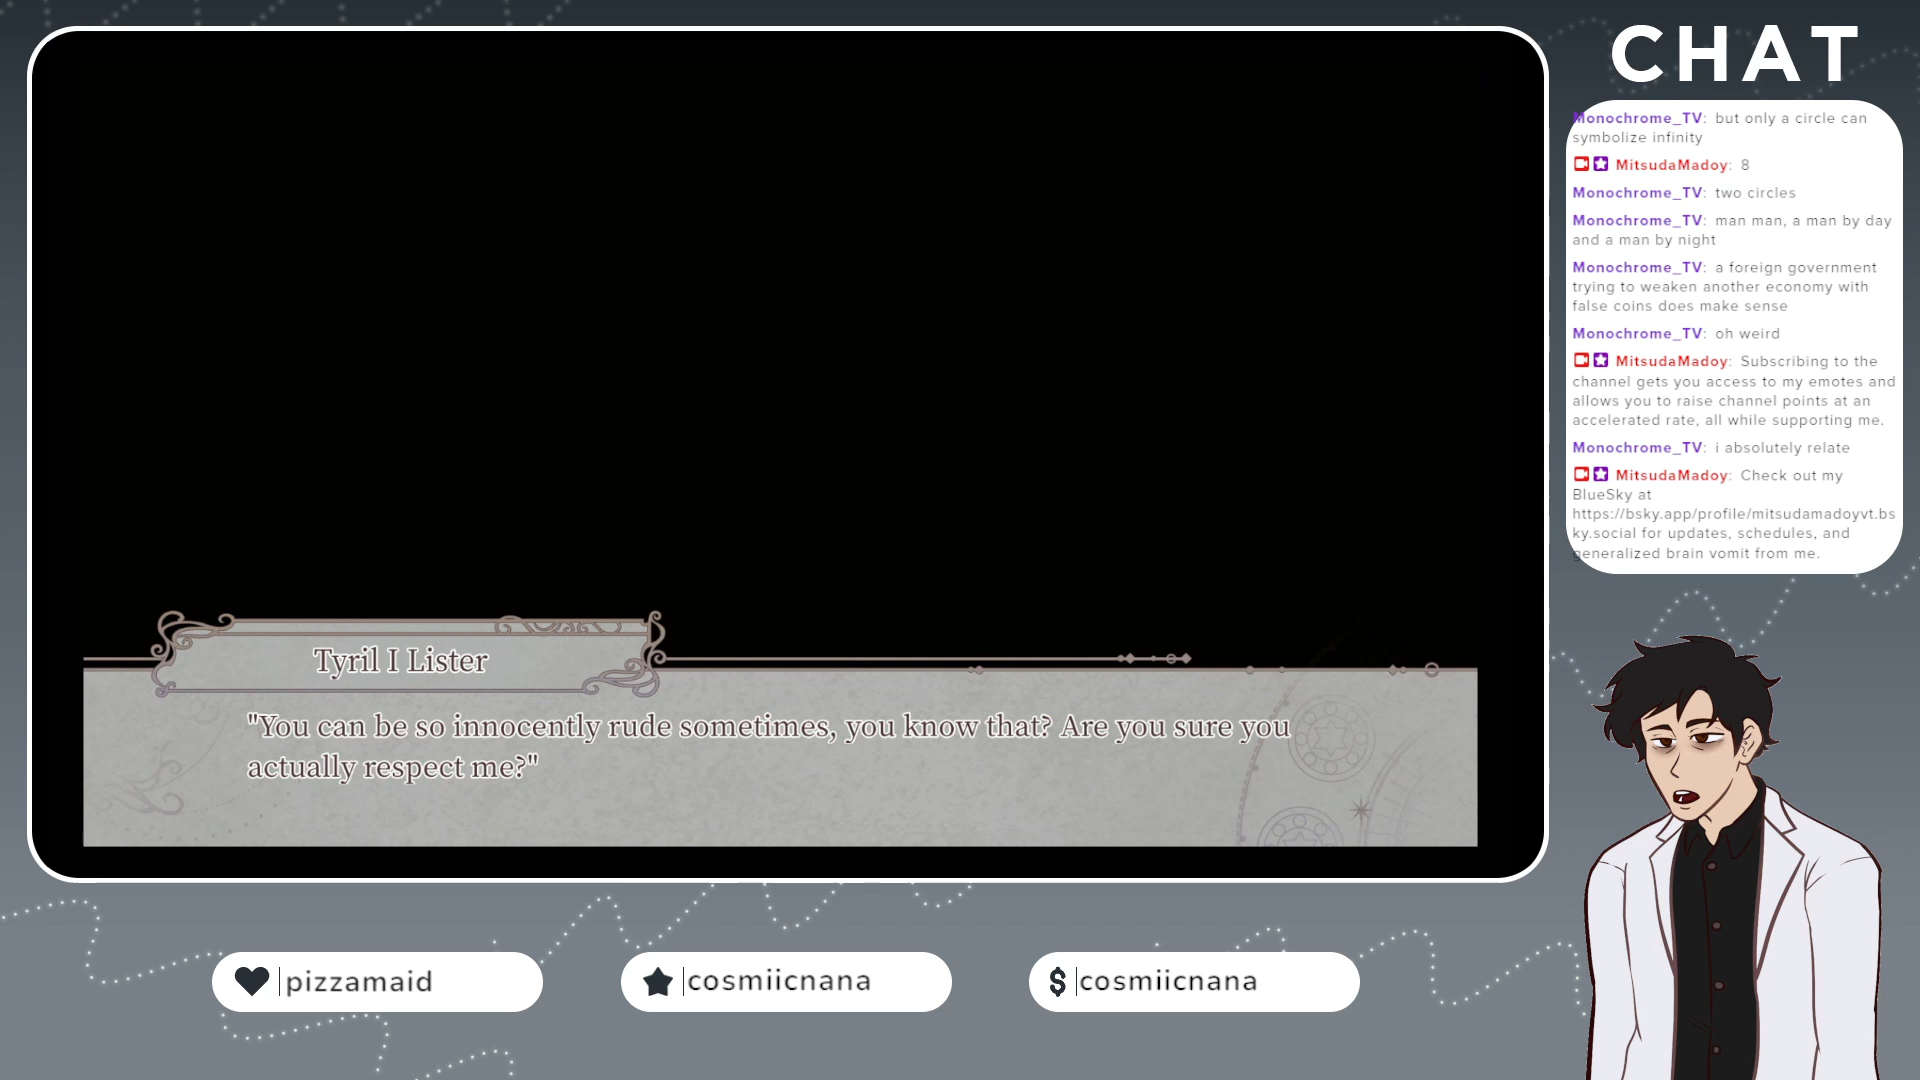 CHAT
Monochrome_TV: but only a circle can
symbolize infinity
MitsudaMadoy: 8
Monochrome_TV: two circles
Monochrome_TV: man man, a man by day
and a man by night
Monochrome_TV: a foreign government
trying to weaken another economy with
false coins does make sense
Monochrome_TV: oh weird
MitsudaMadoy: Subscribing to the
channel gets you access to my emotes and
allows you to raise channel points at an
accelerated rate, all while supporting me.
Monochrome_TV: i absolutely relate
MitsudaMadoy: Check out my
BlueSky at
https://bsky.app/profile/mitsudamadoyvt.bs
ky.social for updates, schedules, and
generalized brain vomit from me.
Tyril I Lister
"You can be so innocently rude sometimes, you know that? Are you sure you
actually respect me?"
pizzamaid
cosmiicnana
$ cosmiicnana